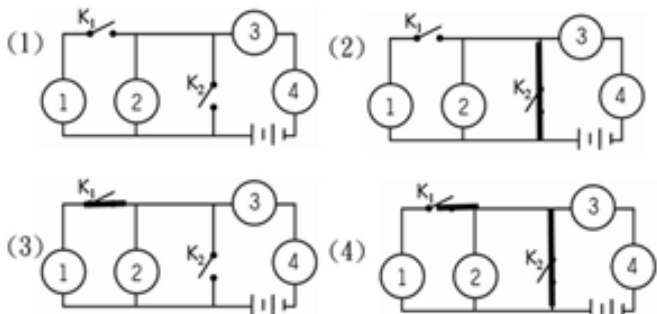 (1) K₁ 1 2 K₂ 3 4
(2) K₁ 1 2 K₂ 3 4
(3) K₁ 1 2 K₂ 3 4
(4) K₁ 1 2 K₂ 3 4